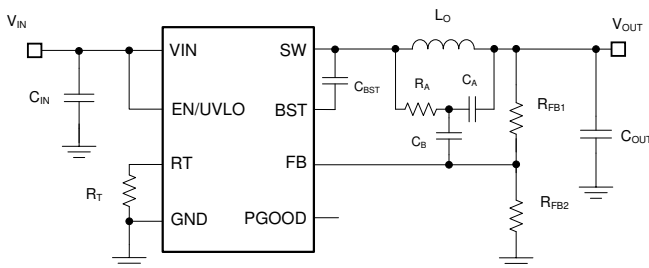 VIN
VIN
SW
LO
VOUT
CIN
EN/UVLO
BST
CBST
RA
CA
RFB1
CB
COUT
RT
RT
FB
GND
PGOOD
RFB2